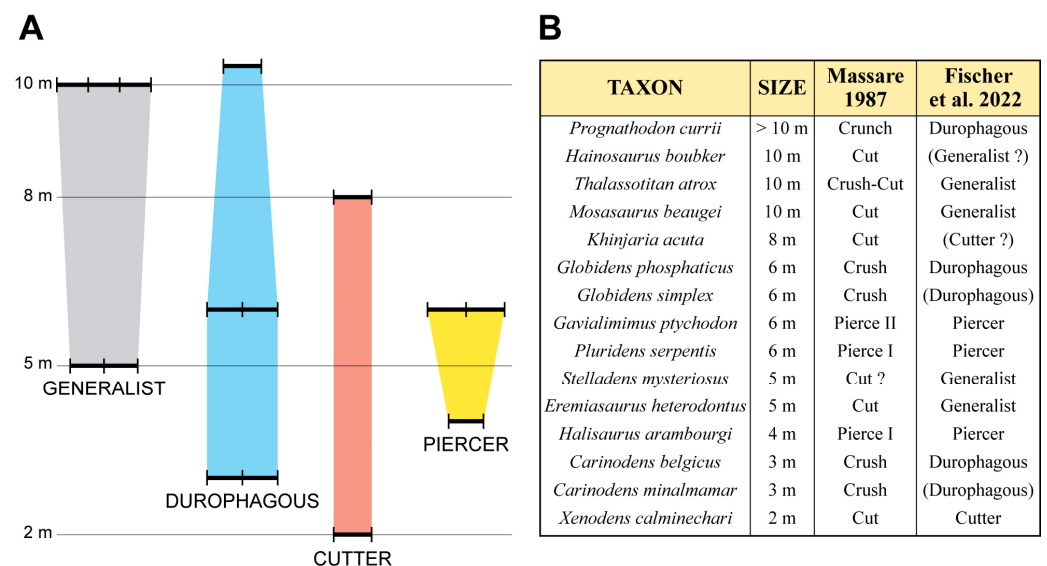 A
10 m
8 m
5 m
2 m
GENERALIST
DUROPHAGOUS
CUTTER
PIERCER
B
TAXON SIZE Massare 1987 Fischer et al. 2022
Prognathodon currii > 10 m Crunch Durophagous
Hainosaurus boubker 10 m Cut (Generalist ?)
Thalassotitan atrox 10 m Crush-Cut Generalist
Mosasaurus beaugei 10 m Cut Generalist
Khinjaria acuta 8 m Cut (Cutter ?)
Globidens phosphaticus 6 m Crush Durophagous
Globidens simplex 6 m Crush (Durophagous)
Gavialimimus ptychodon 6 m Pierce II Piercer
Pluridens serpentis 6 m Pierce I Piercer
Stelladens mysteriosus 5 m Cut ? Generalist
Eremiasaurus heterodontus 5 m Cut Generalist
Halisaurus arambourgi 4 m Pierce I Piercer
Carinodens belgicus 3 m Crush Durophagous
Carinodens minalmamar 3 m Crush (Durophagous)
Xenodens calminechari 2 m Cut Cutter